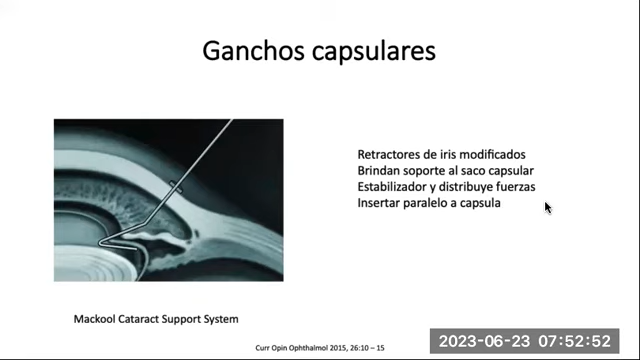 Ganchos capsulares
Retractores de iris modificados
Brindan soporte al saco capsular
Estabilizador y distribuye fuerzas
Insertar paralelo a capsula
Mackool Cataract Support System
Curr Opin Ophthalmol 2015, 26:10 – 15
2023-06-23 07:52:52